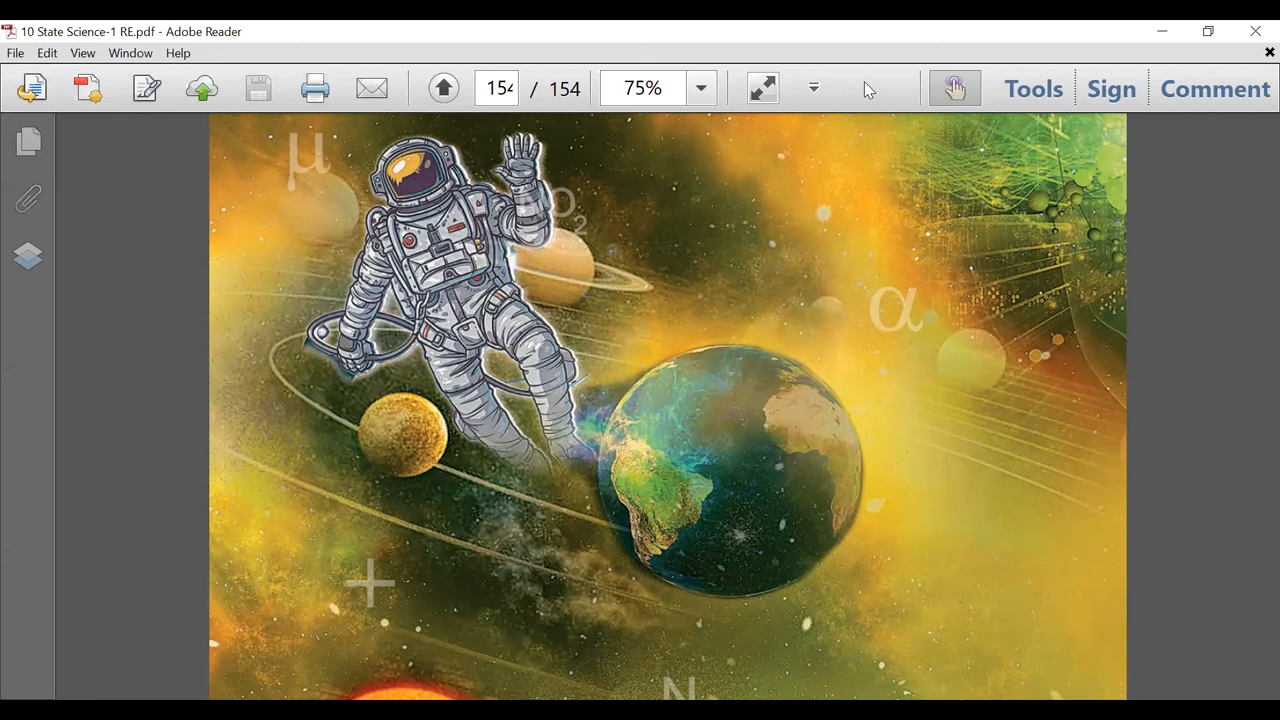 10 State Science-1 RE.pdf - Adobe Reader
File Edit View Window Help
154 / 154 75% Tools Sign Comment
μ
O₂
α
+
N